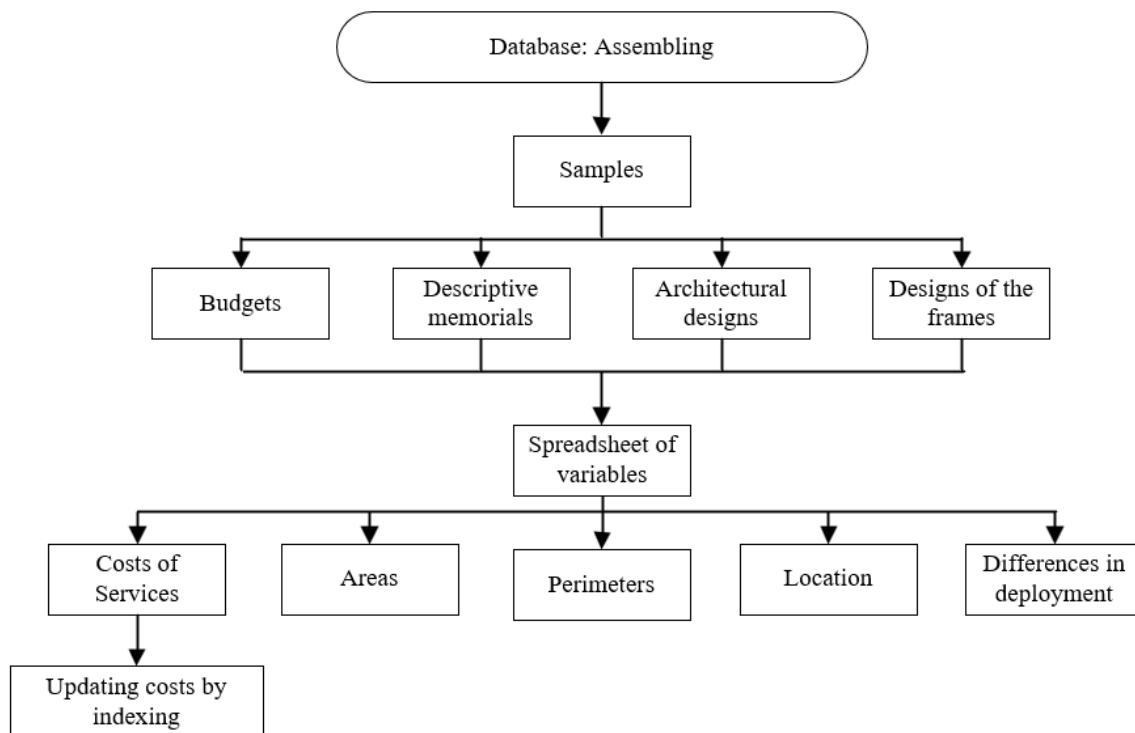 Database: Assembling
Samples
Budgets
Descriptive
memorials
Architectural
designs
Designs of the
frames
Spreadsheet of
variables
Costs of
Services
Areas
Perimeters
Location
Differences in
deployment
Updating costs by
indexing